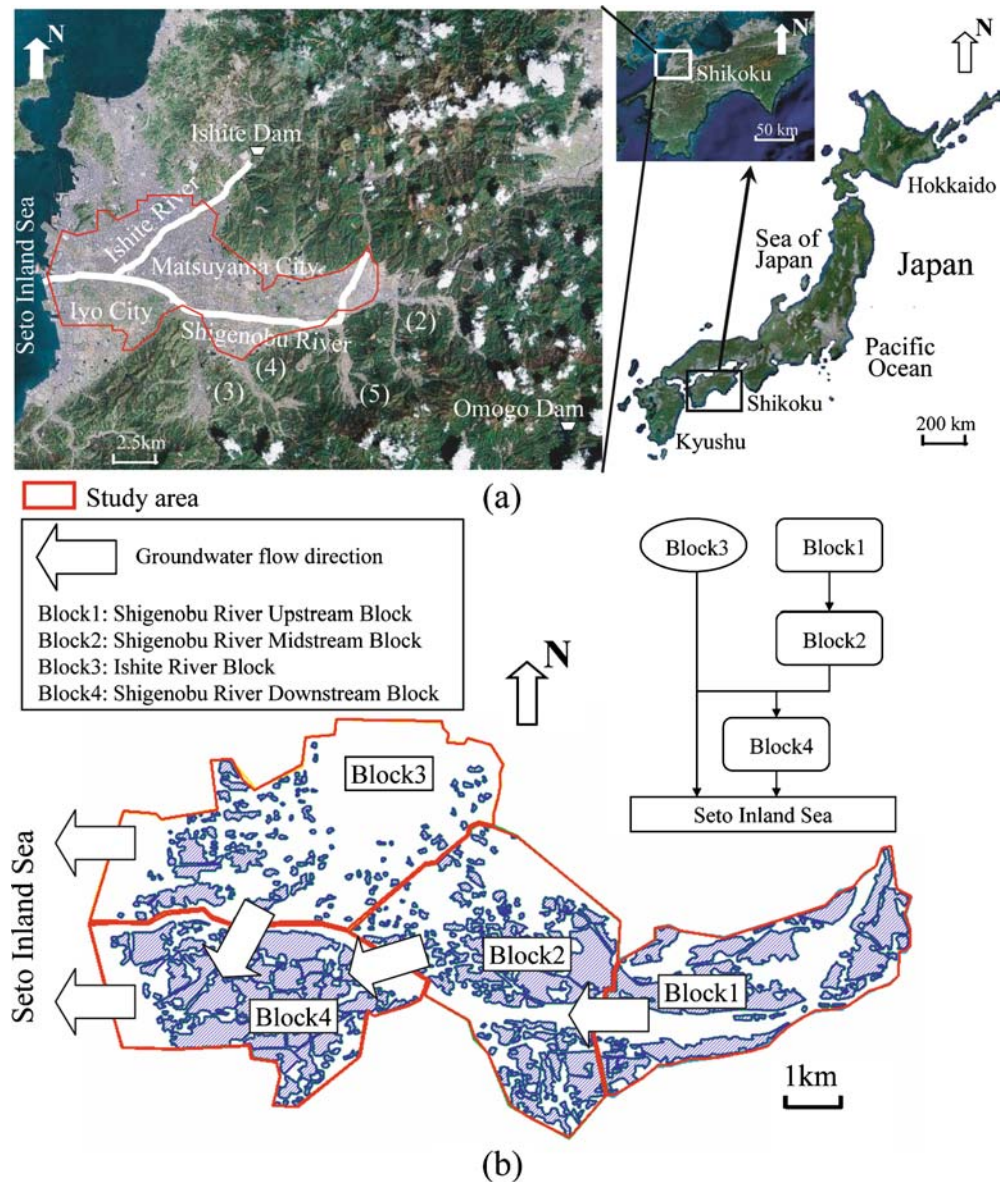 N
Ishite Dam
Seto Inland Sea
Ishite River
Matsuyama City
Iyo City
Shigenobu River
(2)
(4)
(3)
(5)
Omogo Dam
2.5km
N
Shikoku
50 km
N
Hokkaido
Sea of
Japan
Japan
Pacific
Ocean
Shikoku
Kyushu
200 km
Study area
(a)
Groundwater flow direction
Block1: Shigenobu River Upstream Block
Block2: Shigenobu River Midstream Block
Block3: Ishite River Block
Block4: Shigenobu River Downstream Block
N
Block3
Block1
Block2
Block4
Seto Inland Sea
Seto Inland Sea
Block3
Block2
Block1
Block4
1km
(b)